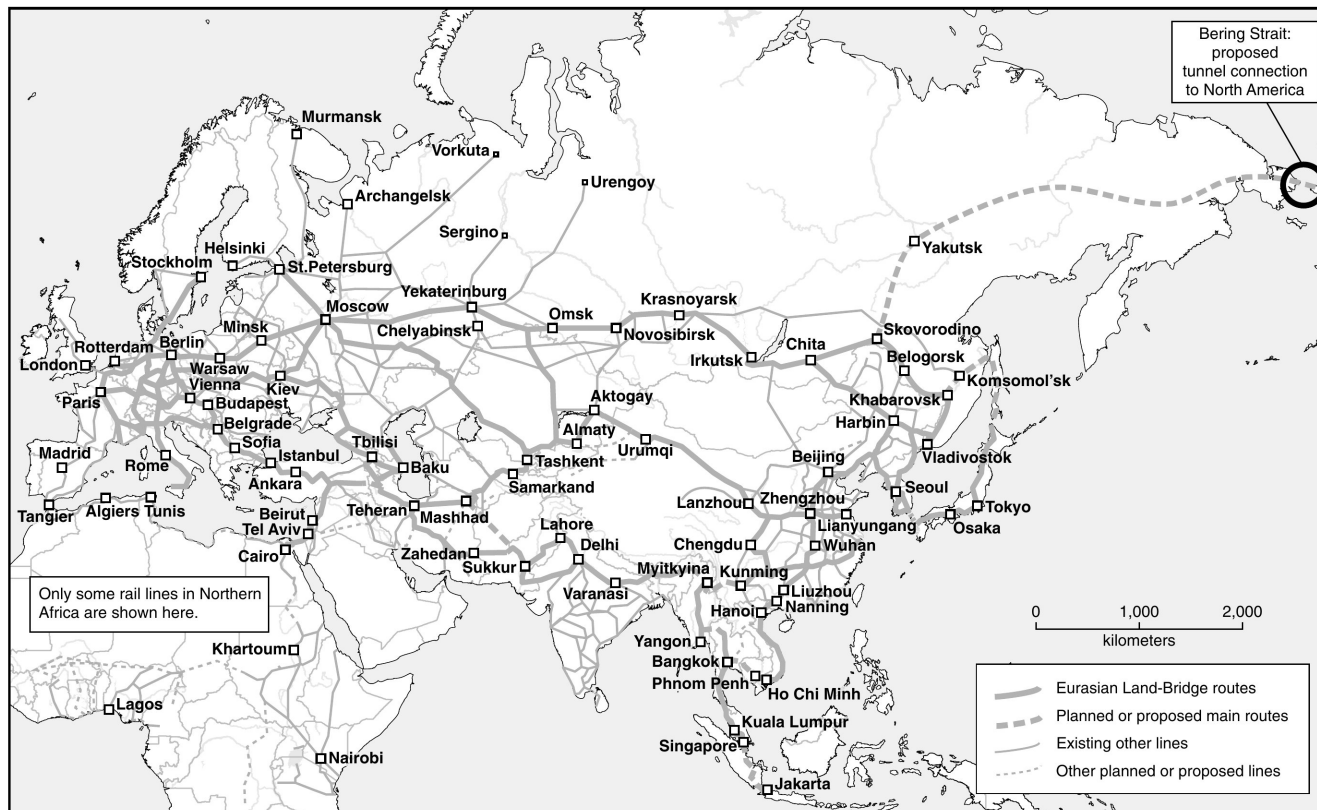 Bering Strait:
proposed
tunnel connection
to North America
Murmansk
Vorkuta
Urengoy
Archangelsk
Sergino
Yakutsk
Helsinki
Stockholm
St.Petersburg
Yekaterinburg
Krasnoyarsk
Moscow
Omsk
Minsk
Chelyabinsk
Novosibirsk
Skovorodino
Rotterdam
Berlin
Chita
Irkutsk
Belogorsk
London
Warsaw
Komsomol'sk
Vienna
Kiev
Paris
Budapest
Aktogay
Khabarovsk
Belgrade
Harbin
Almaty
Sofia
Tbilisi
Urumqi
Madrid
Istanbul
Vladivostok
Rome
Baku
Tashkent
Beijing
Ankara
Samarkand
Seoul
Tangier
Algiers
Tunis
Teheran
Mashhad
Lanzhou
Zhengzhou
Tokyo
Beirut
Lianyungang
Osaka
Tel Aviv
Lahore
Cairo
Zahedan
Delhi
Chengdu
Wuhan
Sukkur
Myitkyina
Kunming
Varanasi
Liuzhou
Only some rail lines in Northern
Africa are shown here.
Hanoi
Nanning
0 1,000 2,000
kilometers
Khartoum
Yangon
Bangkok
Phnom Penh
Ho Chi Minh
Eurasian Land-Bridge routes
Lagos
Planned or proposed main routes
Kuala Lumpur
Singapore
Existing other lines
Nairobi
Other planned or proposed lines
Jakarta